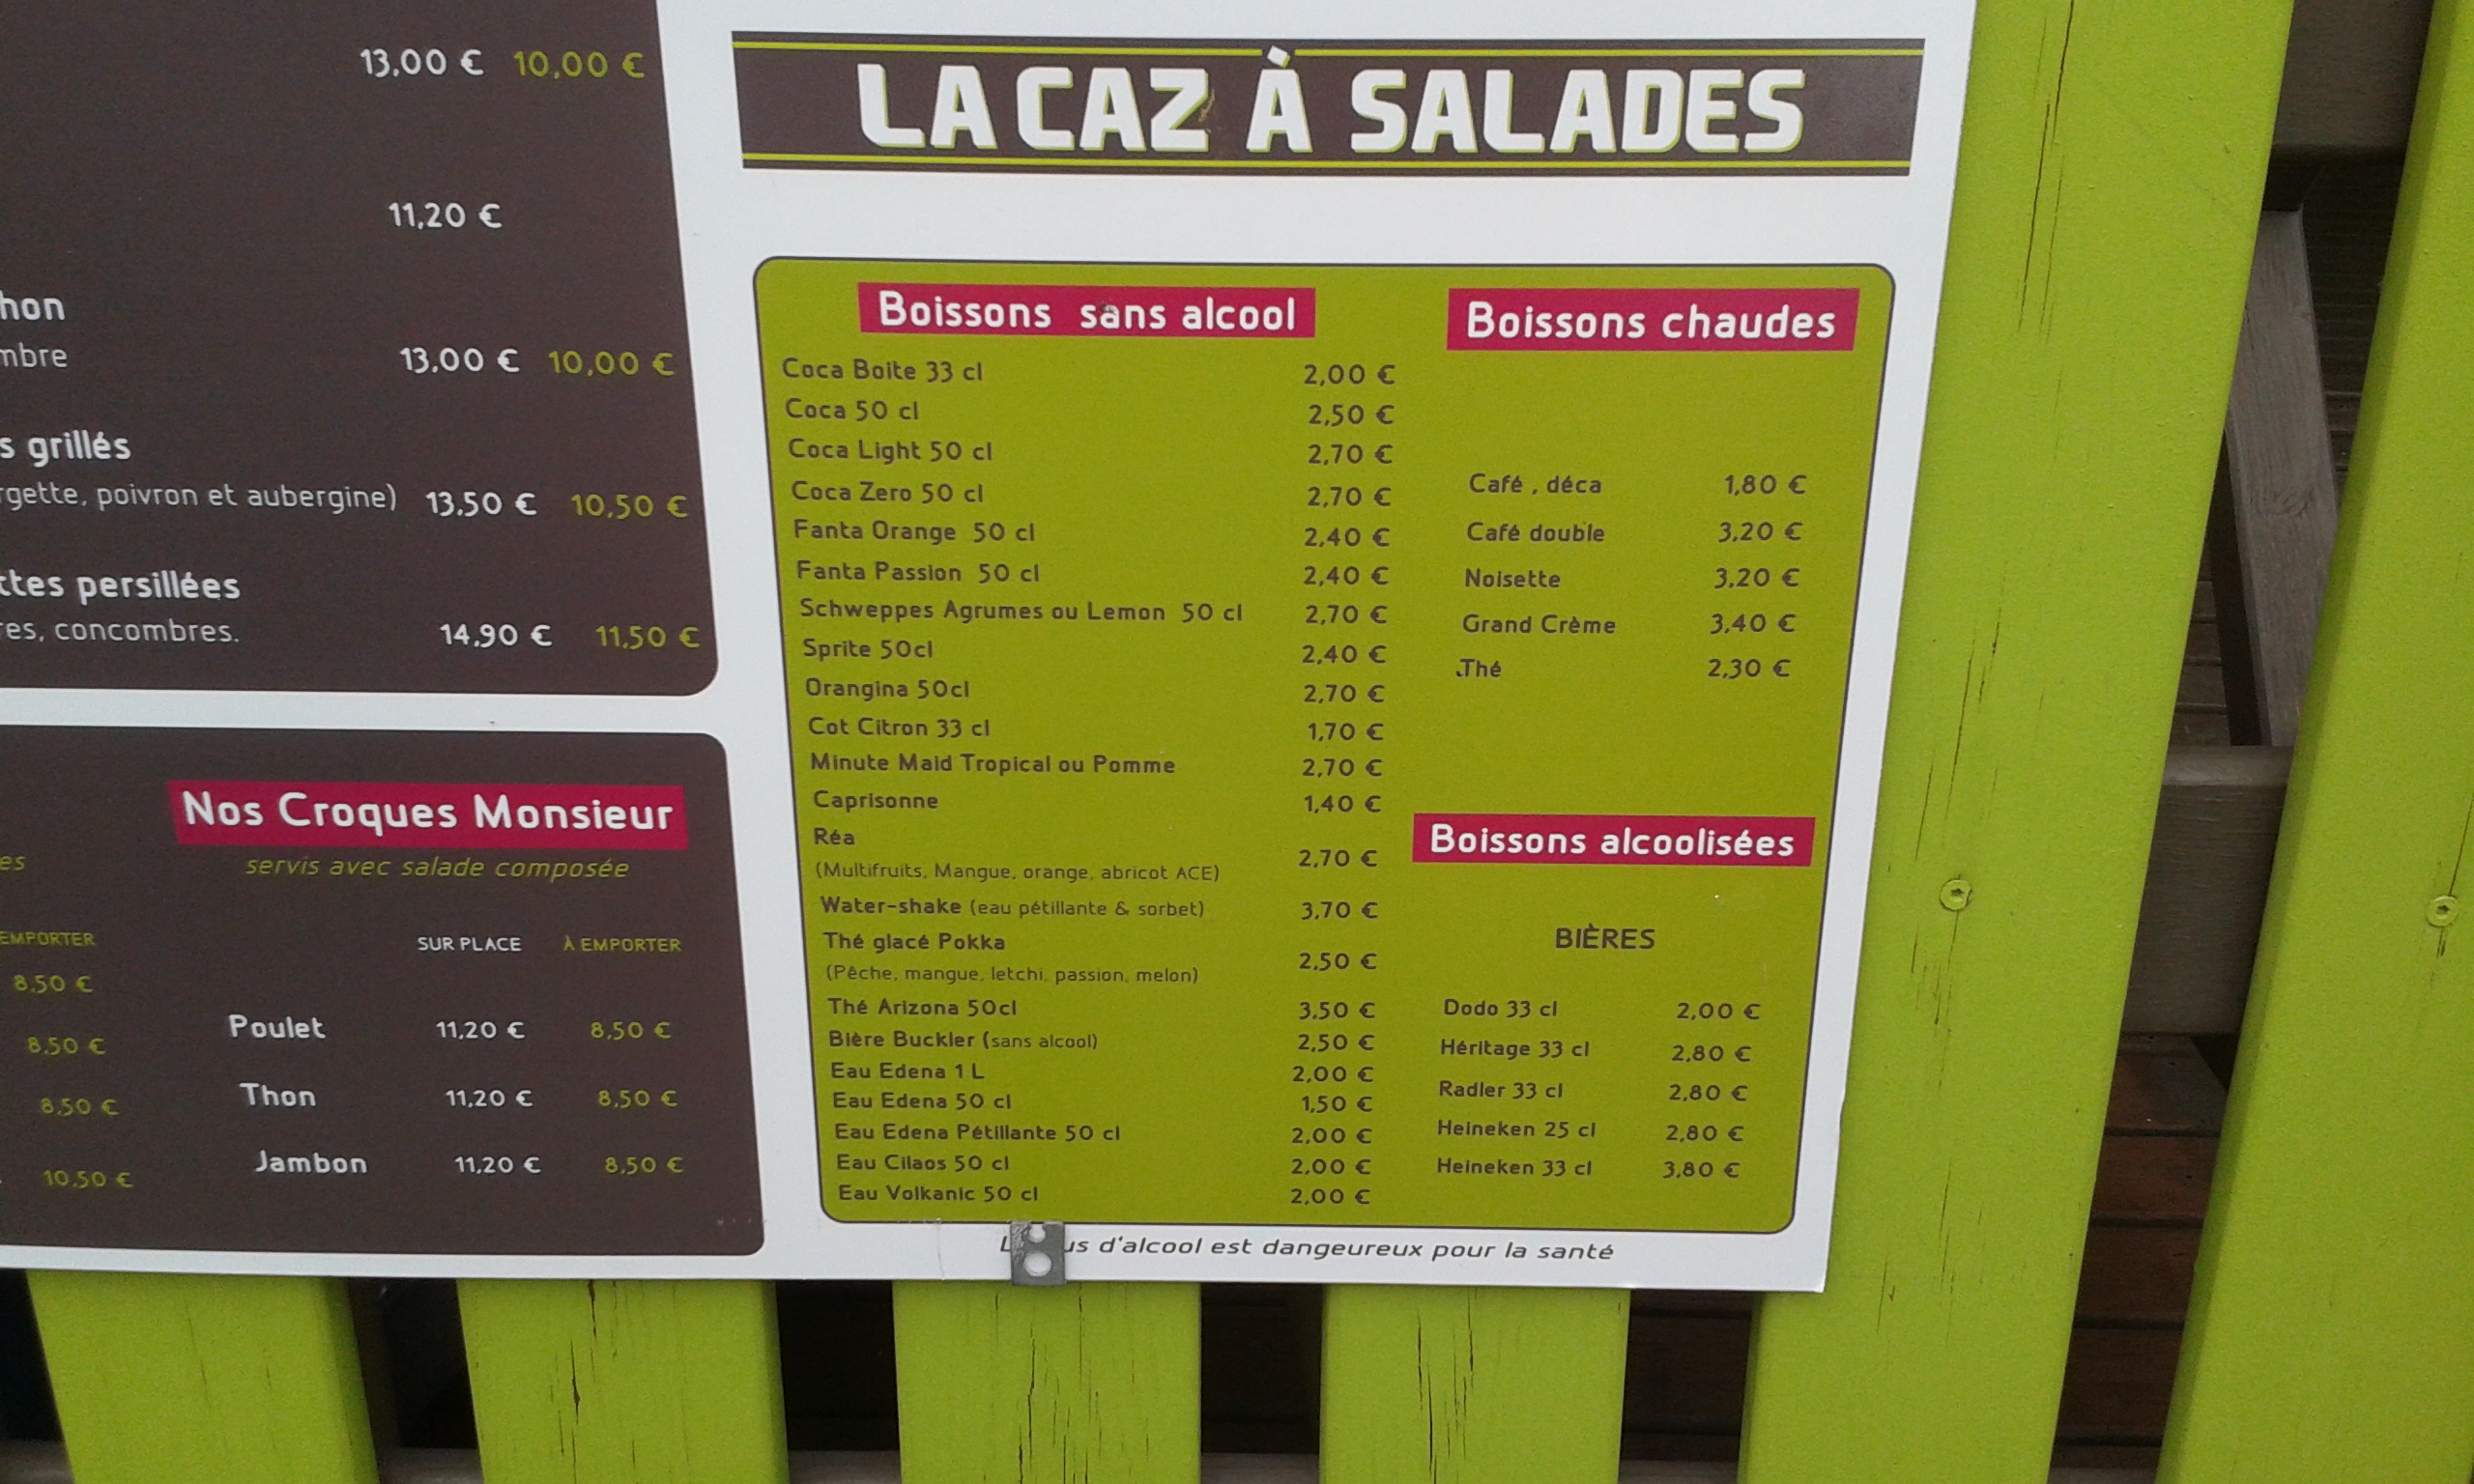 13,00 € 10,00 €
11,20 €
mbre 13,00 € 10,00 €
s grillés
poivron et aubergine) 13,50 € 10,50 €
persillées
concombres. 14,90 € 11,50 €
EMPORTER
8,50 €
8,50 €
8,50 €
10,50 €
Nos Croques Monsieur
servis avec salade composée
SUR PLACE À EMPORTER
Poulet 11,20 € 8,50 €
Thon 11,20 € 8,50 €
Jambon 11,20 € 8,50 €
LA CAZ À SALADES
Boissons sans alcool
Coca Boite 33 cl 2,00 €
Coca 50 cl 2,50 €
Coca Light 50 cl 2,70 €
Coca Zero 50 cl 2,70 €
Fanta Orange 50 cl 2,40 €
Fanta Passion 50 cl 2,40 €
Schweppes Agrumes ou Lemon 50 cl 2,70 €
Sprite 50cl 2,40 €
Orangina 50cl 2,70 €
Cot Citron 33 cl 1,70 €
Minute Maid Tropical ou Pomme 2,70 €
Caprisonne 1,40 €
Réa
(Multifruits, Mangue, orange, abricot ACE) 2,70 €
Water-shake (eau pétillante & sorbet) 3,70 €
Thé glacé Pokka
(Pêche, mangue, letchi, passion, melon) 2,50 €
Thé Arizona 50cl 3,50 €
Bière Buckler (sans alcool) 2,50 €
Eau Edena 1 L 2,00 €
Eau Edena 50 cl 1,50 €
Eau Edena Pétillante 50 cl 2,00 €
Eau Cilaos 50 cl 2,00 €
Eau Volkanic 50 cl 2,00 €
Boissons chaudes
Café , déca 1,80 €
Café double 3,20 €
Noisette 3,20 €
Grand Crème 3,40 €
Thé 2,30 €
Boissons alcoolisées
BIÈRES
Dodo 33 cl 2,00 €
Héritage 33 cl 2,80 €
Radler 33 cl 2,80 €
Heineken 25 cl 2,80 €
Heineken 33 cl 3,80 €
d'alcool est dangeureux pour la santé